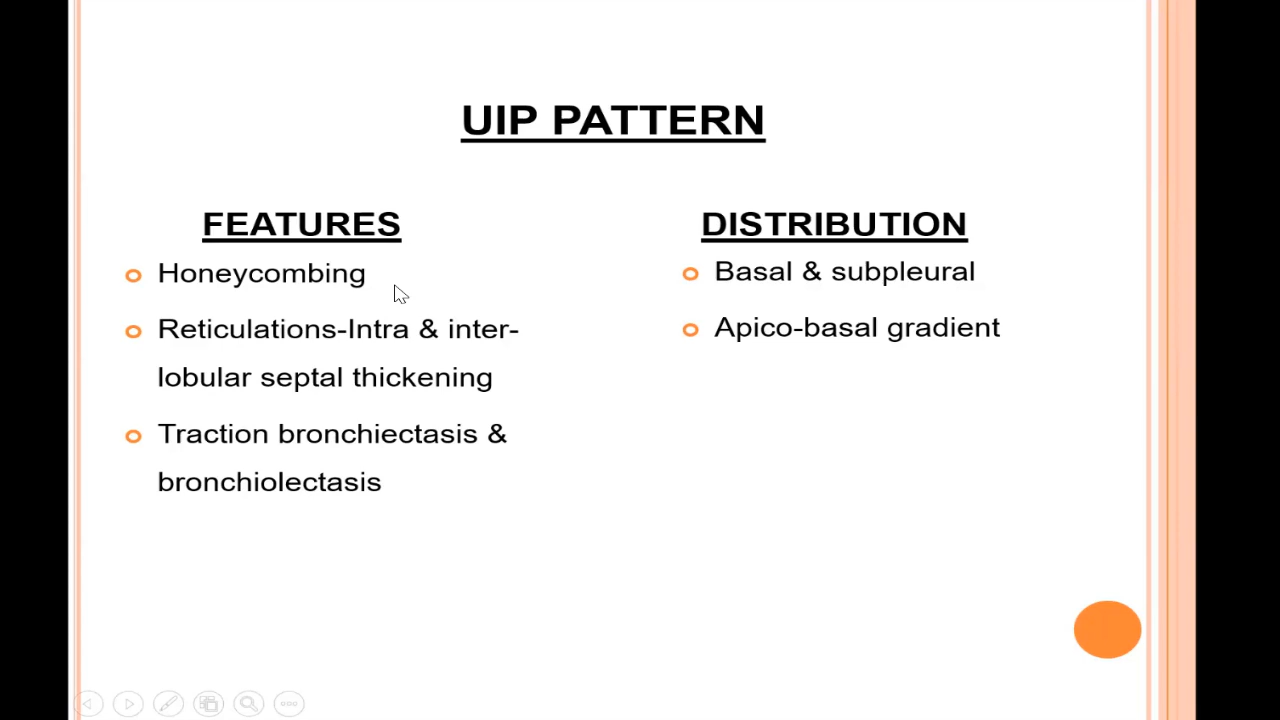 UIP PATTERN
FEATURES
Honeycombing
Reticulations-Intra & inter-
lobular septal thickening
Traction bronchiectasis &
bronchiolectasis
DISTRIBUTION
Basal & subpleural
Apico-basal gradient